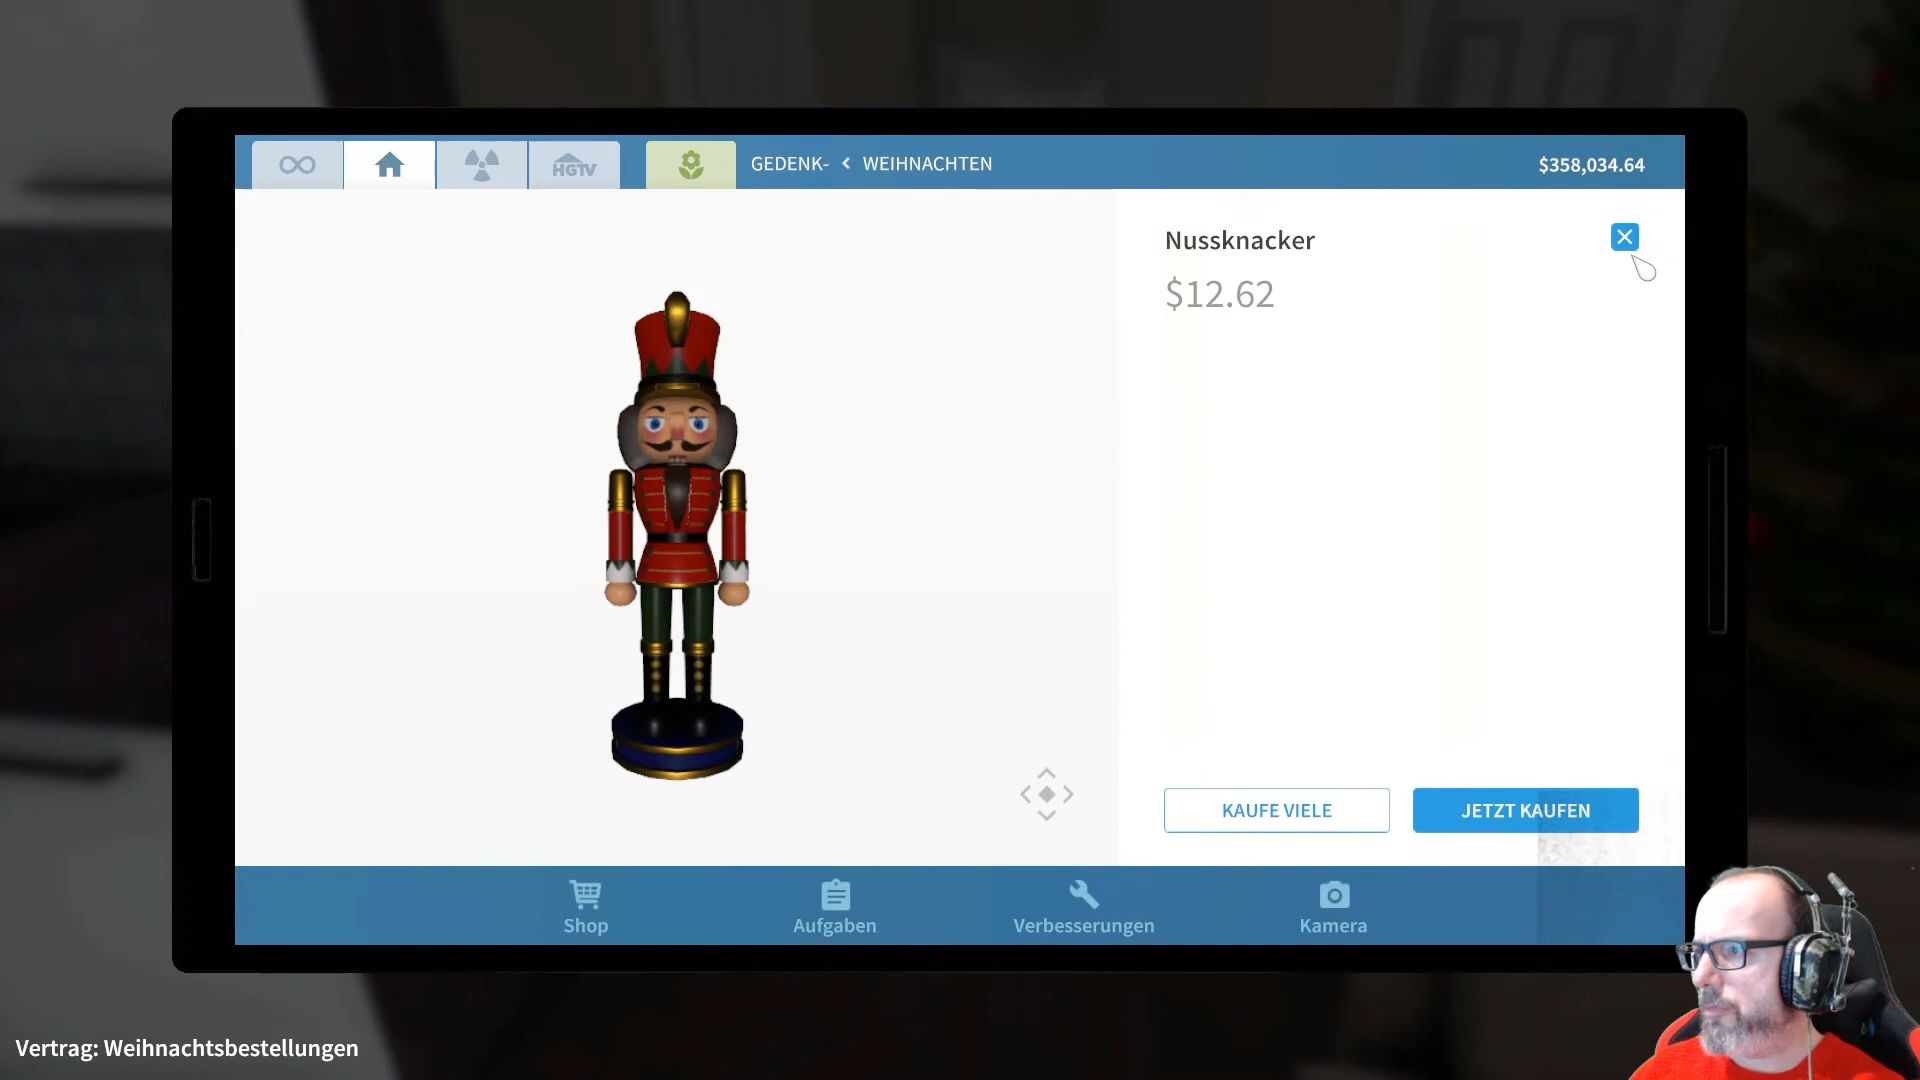 HGTV
GEDENK- < WEIHNACHTEN
$358,034.64
Nussknacker
$12.62
KAUFE VIELE
JETZT KAUFEN
Shop
Aufgaben
Verbesserungen
Kamera
Vertrag: Weihnachtsbestellungen